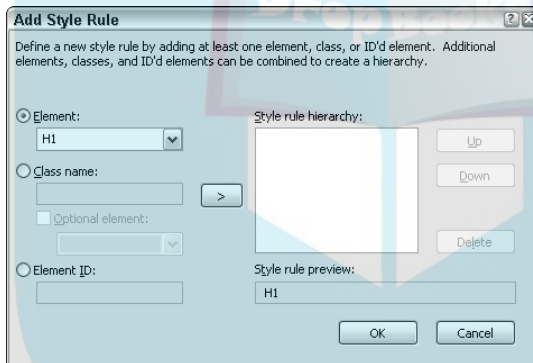 Drop Book
Add Style Rule
Define a new style rule by adding at least one element, class, or ID'd element. Additional
elements, classes, and ID'd elements can be combined to create a hierarchy.
Element:
Style rule hierarchy:
H1
Up
Class name:
Down
>
Optional element:
Delete
Element ID:
Style rule preview:
H1
OK
Cancel